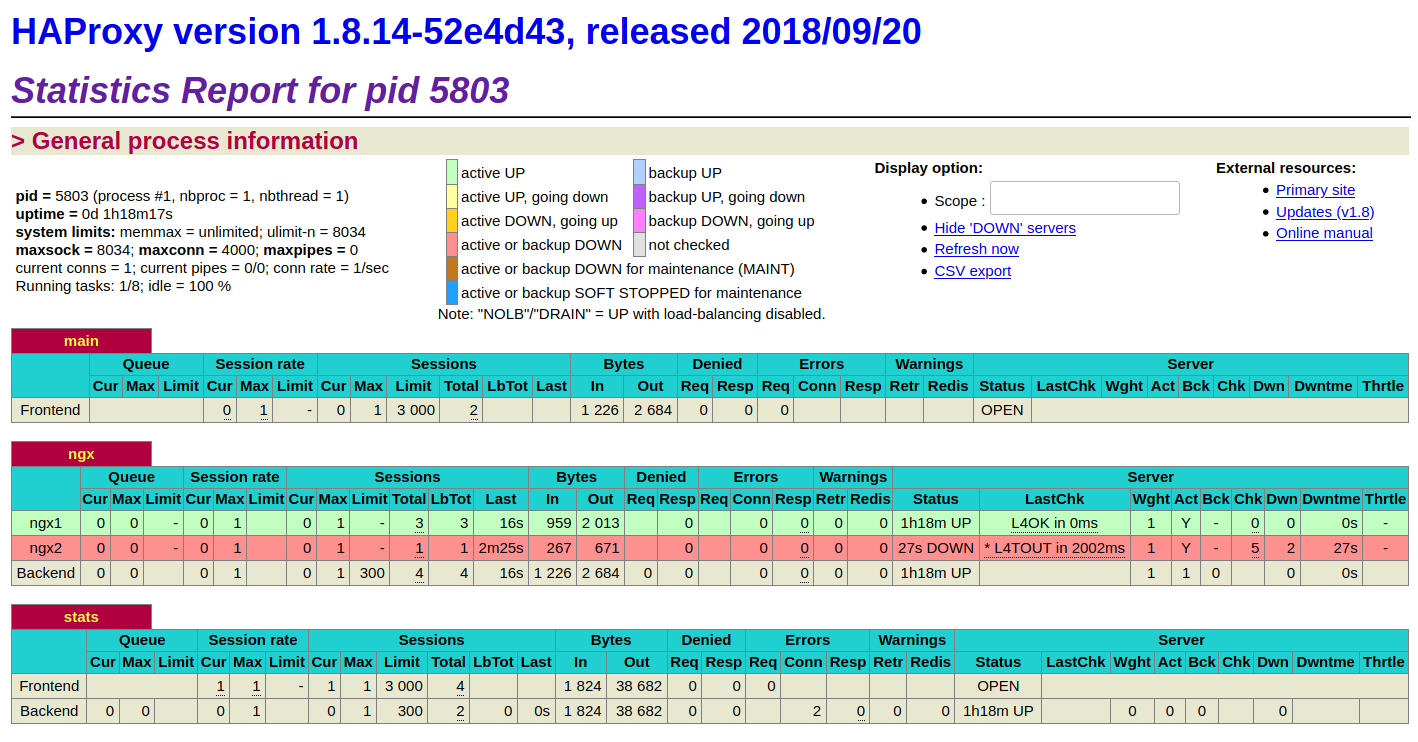 HAProxy version 1.8.14-52e4d43, released 2018/09/20
Statistics Report for pid 5803
> General process information
pid = 5803 (process #1, nbproc = 1, nbthread = 1)
uptime = 0d 1h18m17s
system limits: memmax = unlimited; ulimit-n = 8034
maxsock = 8034; maxconn = 4000; maxpipes = 0
current conns = 1; current pipes = 0/0; conn rate = 1/sec
Running tasks: 1/8; idle = 100 %
active UP backup UP
active UP, going down backup UP, going down
active DOWN, going up backup DOWN, going up
active or backup DOWN not checked
active or backup DOWN for maintenance (MAINT)
active or backup SOFT STOPPED for maintenance
Note: "NOLB"/"DRAIN" = UP with load-balancing disabled.
Display option:
• Scope :
• Hide 'DOWN' servers
• Refresh now
• CSV export
External resources:
• Primary site
• Updates (v1.8)
• Online manual
main
Queue Session rate Sessions Bytes Denied Errors Warnings Server
Cur Max Limit Cur Max Limit Cur Max Limit Total LbTot Last In Out Req Resp Req Conn Resp Retr Redis Status LastChk Wght Act Bck Chk Dwn Dwntme Thrtle
Frontend 0 1 - 0 1 3 000 2 1 226 2 684 0 0 0 OPEN
ngx
Queue Session rate Sessions Bytes Denied Errors Warnings Server
Cur Max Limit Cur Max Limit Cur Max Limit Total LbTot Last In Out Req Resp Req Conn Resp Retr Redis Status LastChk Wght Act Bck Chk Dwn Dwntme Thrtle
ngx1 0 0 - 0 1 0 1 - 3 3 16s 959 2 013 0 0 0 0 0 1h18m UP L4OK in 0ms 1 Y - 0 0 0s -
ngx2 0 0 - 0 1 0 1 - 1 1 2m25s 267 671 0 0 0 0 0 27s DOWN * L4TOUT in 2002ms 1 Y - 5 2 27s -
Backend 0 0 0 1 0 1 300 4 4 16s 1 226 2 684 0 0 0 0 0 0 1h18m UP 1 1 0 0 0s
stats
Queue Session rate Sessions Bytes Denied Errors Warnings Server
Cur Max Limit Cur Max Limit Cur Max Limit Total LbTot Last In Out Req Resp Req Conn Resp Retr Redis Status LastChk Wght Act Bck Chk Dwn Dwntme Thrtle
Frontend 1 1 - 1 1 3 000 4 1 824 38 682 0 0 0 OPEN
Backend 0 0 0 1 0 1 300 2 0 0s 1 824 38 682 0 0 2 0 0 0 1h18m UP 0 0 0 0